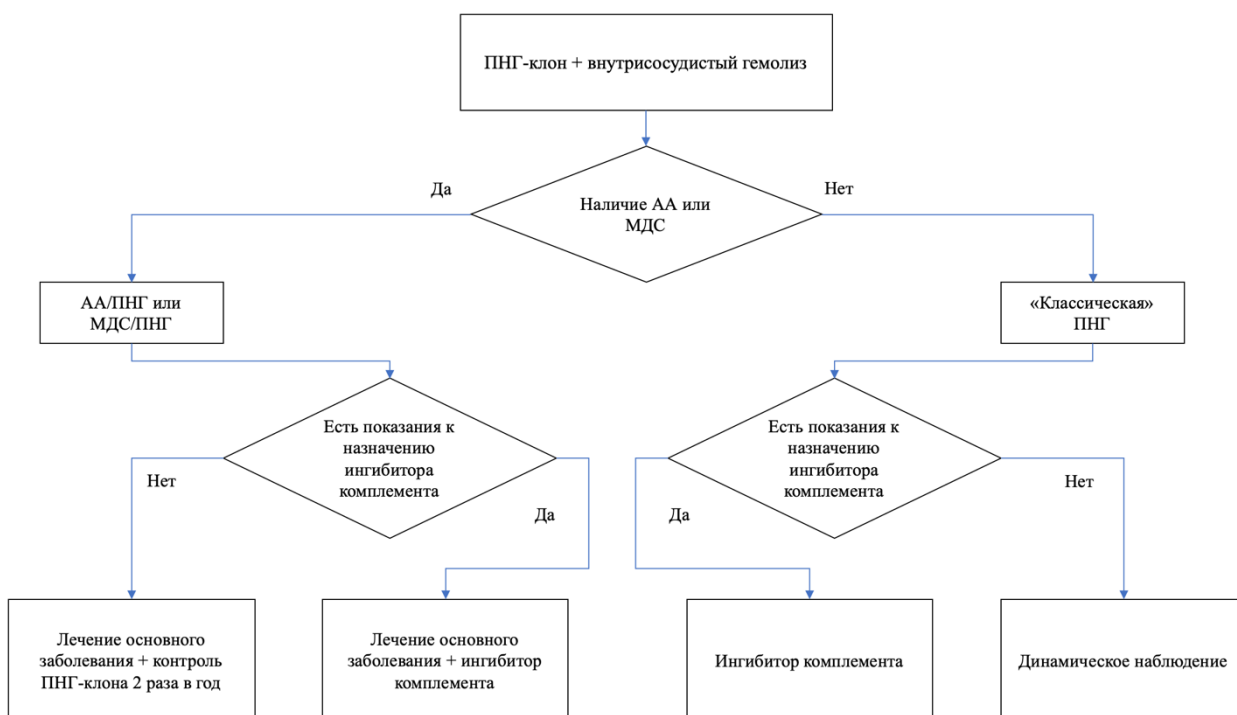 ПНГ-клон + внутрисосудистый гемолиз
Да
Нет
Наличие АА или
МДС
АА/ПНГ или
МДС/ПНГ
«Классическая»
ПНГ
Есть показания к
назначению
ингибитора
комплемента
Есть показания к
назначению
ингибитора
комплемента
Нет
Да
Да
Нет
Лечение основного
заболевания + контроль
ПНГ-клона 2 раза в год
Лечение основного
заболевания + ингибитор
комплемента
Ингибитор комплемента
Динамическое наблюдение